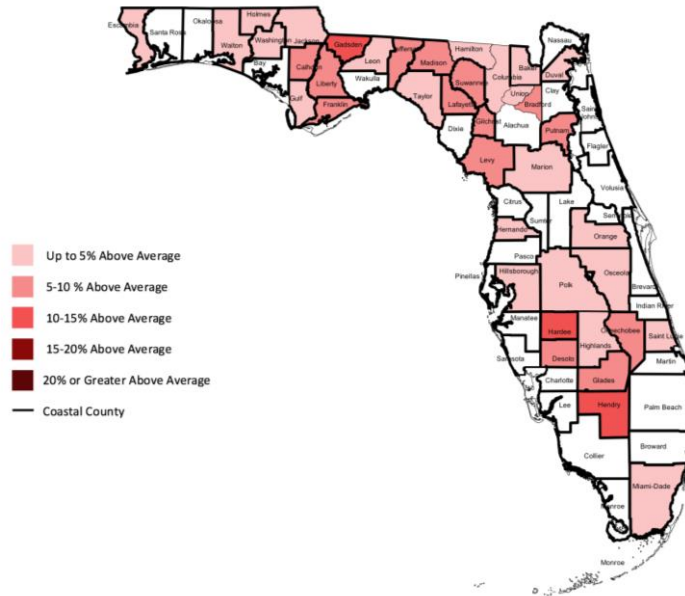 Escambia
Santa Rosa
Okaloosa
Walton
Holmes
Washington
Bay
Jackson
Calhoun
Gulf
Gadsden
Liberty
Franklin
Leon
Wakulla
Jefferson
Madison
Taylor
Hamilton
Suwannee
Lafayette
Dixie
Columbia
Gilchrist
Levy
Baker
Union
Bradford
Alachus
Nassau
Duval
Clay
Saint
Johns
Putnam
Flagler
Marion
Volusia
Citrus
Sumter
Lake
Seminole
Hernando
Orange
Pasco
Pinellas
Hillsborough
Polk
Osceola
Brevard
Indian River
Manatee
Hardee
Okeechobee
Highlands
Saint Lucie
Sarasota
Desoto
Martin
Charlotte
Glades
Lee
Hendry
Palm Beach
Collier
Broward
Miami-Dade
Monroe
Monroe
Up to 5% Above Average
5-10 % Above Average
10-15% Above Average
15-20% Above Average
20% or Greater Above Average
Coastal County